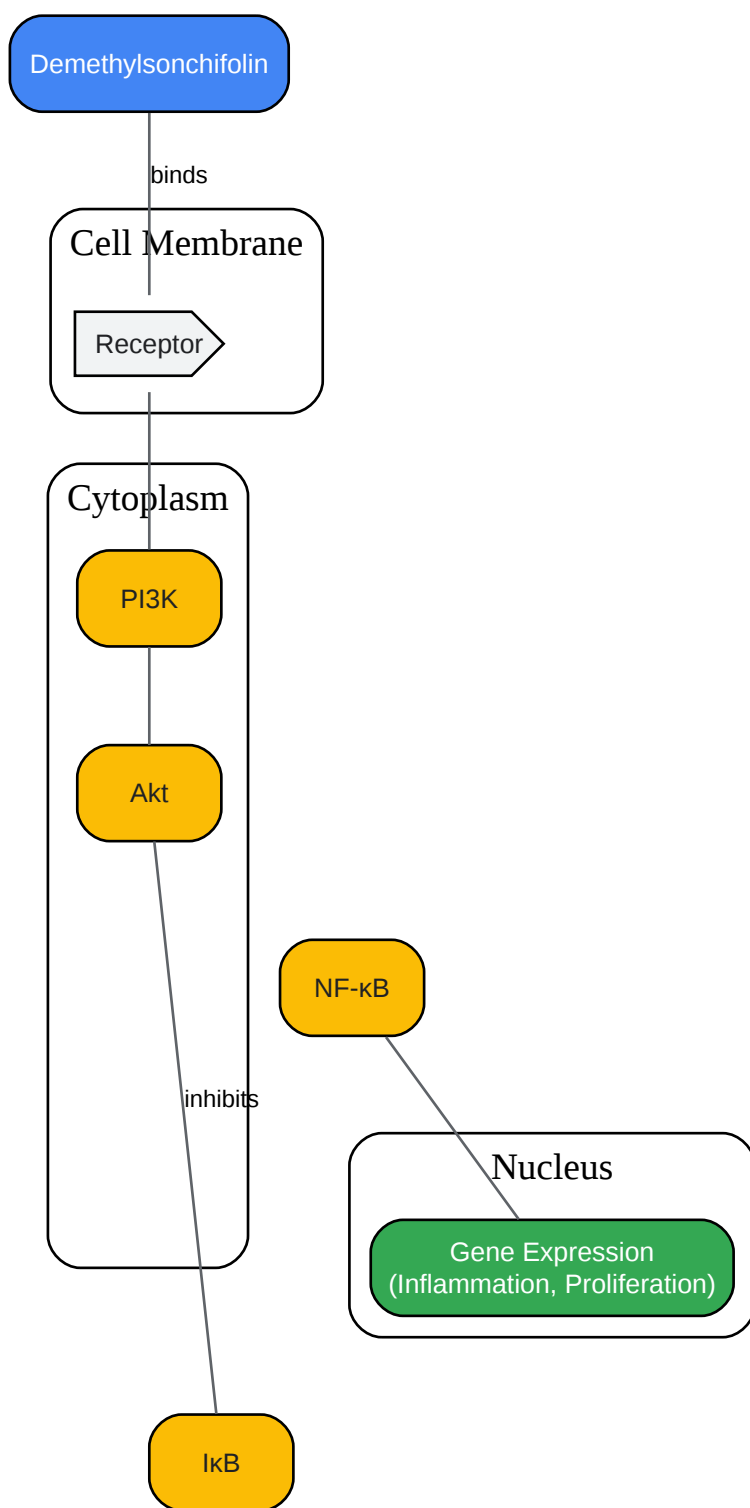 Demethylsonchifolin
binds
Cell Membrane
Receptor
Cytoplasm
PI3K
Akt
NF-κB
inhibits
Nucleus
Gene Expression
(Inflammation, Proliferation)
IκB